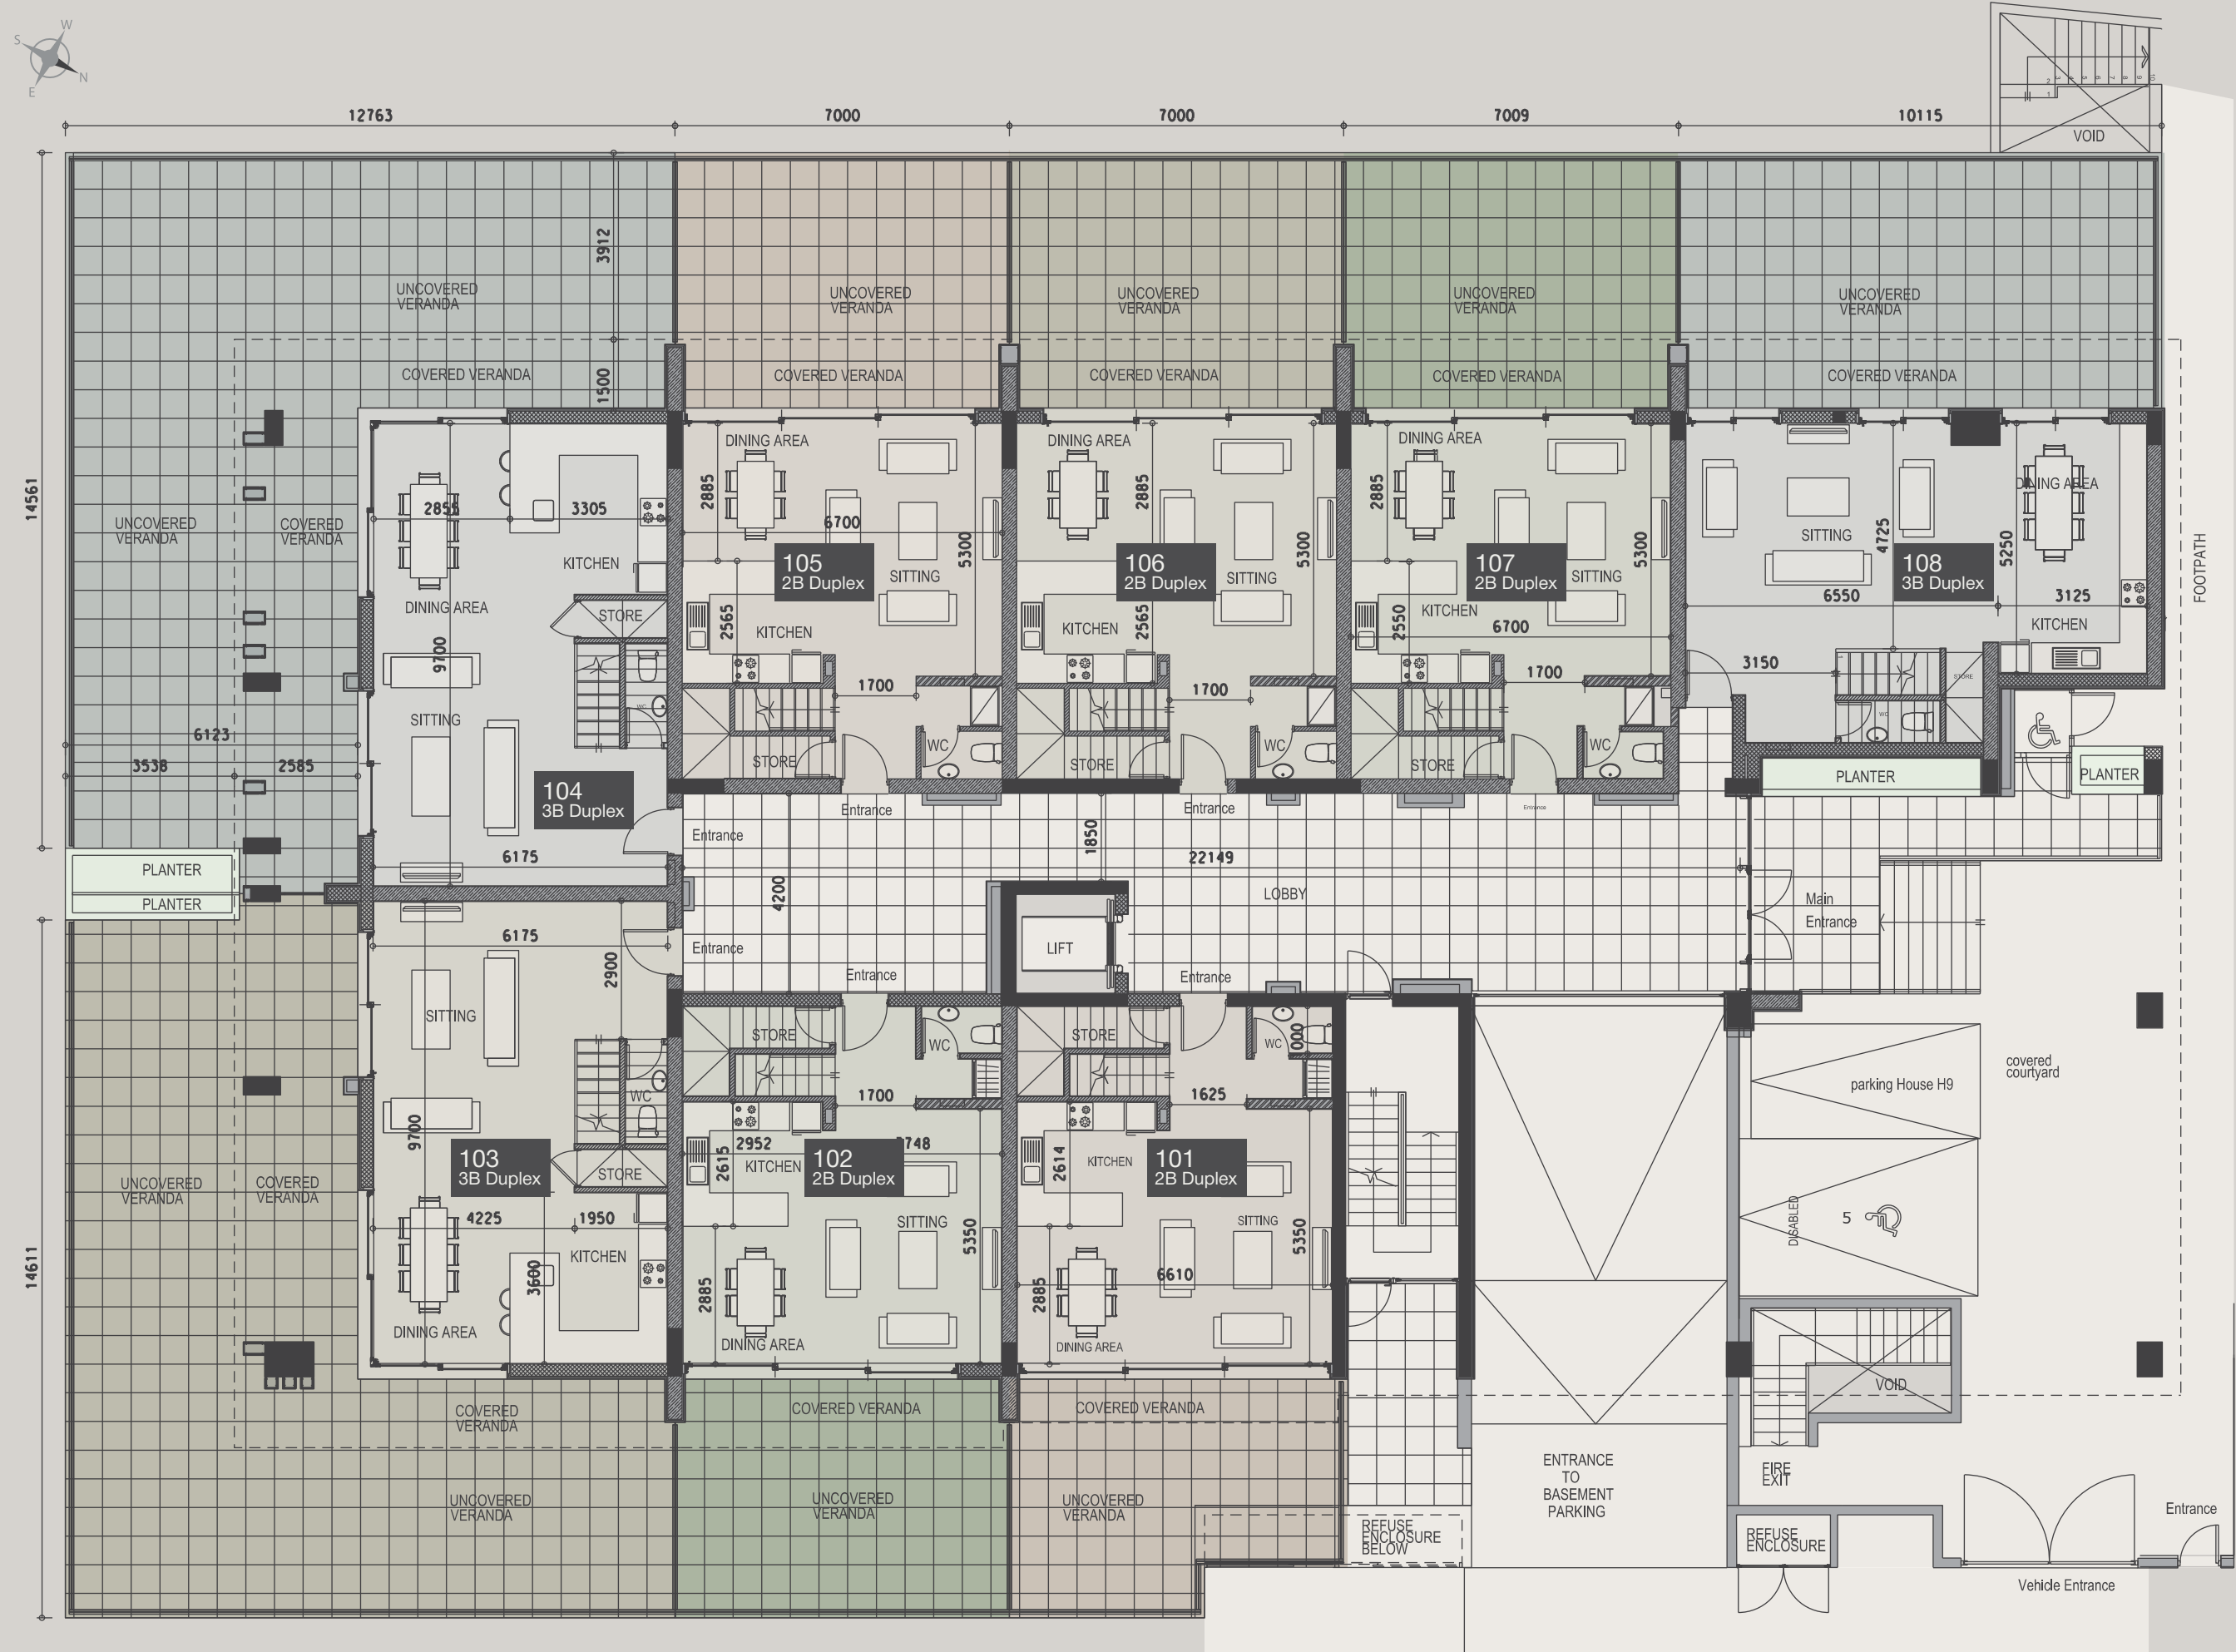 W
S
N
E
12763
7000
7000
7009
10115
VOID
3912
1500
14561
UNCOVERED
VERANDA
COVERED VERANDA
UNCOVERED
VERANDA
COVERED VERANDA
UNCOVERED
VERANDA
COVERED VERANDA
UNCOVERED
VERANDA
COVERED VERANDA
UNCOVERED
VERANDA
COVERED VERANDA
UNCOVERED
VERANDA
COVERED
VERANDA
2855
3305
KITCHEN
DINING AREA
STORE
9700
WC
SITTING
6123
3538
2585
104
3B Duplex
6175
PLANTER
PLANTER
DINING AREA
2885
6700
5300
105
2B Duplex
SITTING
2565
KITCHEN
1700
WC
STORE
DINING AREA
2885
5300
106
2B Duplex
SITTING
2565
KITCHEN
1700
WC
STORE
DINING AREA
2885
5300
107
2B Duplex
SITTING
2550
KITCHEN
6700
1700
WC
STORE
DINING AREA
SITTING
4725
5250
108
3B Duplex
6550
3125
KITCHEN
3150
STORE
WC
FOOTPATH
PLANTER
PLANTER
Entrance
Entrance
Entrance
Entrance
1850
22149
4200
LOBBY
LIFT
Main
Entrance
Entrance
Entrance
Entrance
6175
2900
SITTING
WC
9700
103
3B Duplex
STORE
UNCOVERED
VERANDA
COVERED
VERANDA
4225
1950
KITCHEN
3600
DINING AREA
14611
COVERED
VERANDA
UNCOVERED
VERANDA
STORE
WC
1700
2952
2615
KITCHEN
102
2B Duplex
SITTING
5350
2885
DINING AREA
COVERED VERANDA
UNCOVERED
VERANDA
STORE
WC
1625
2614
KITCHEN
101
2B Duplex
SITTING
5350
6610
2885
DINING AREA
COVERED VERANDA
UNCOVERED
VERANDA
covered
courtyard
parking House H9
DISABLED
5
VOID
FIRE
EXIT
ENTRANCE
TO
BASEMENT
PARKING
REFUSE
ENCLOSURE
BELOW
REFUSE
ENCLOSURE
Entrance
Vehicle Entrance